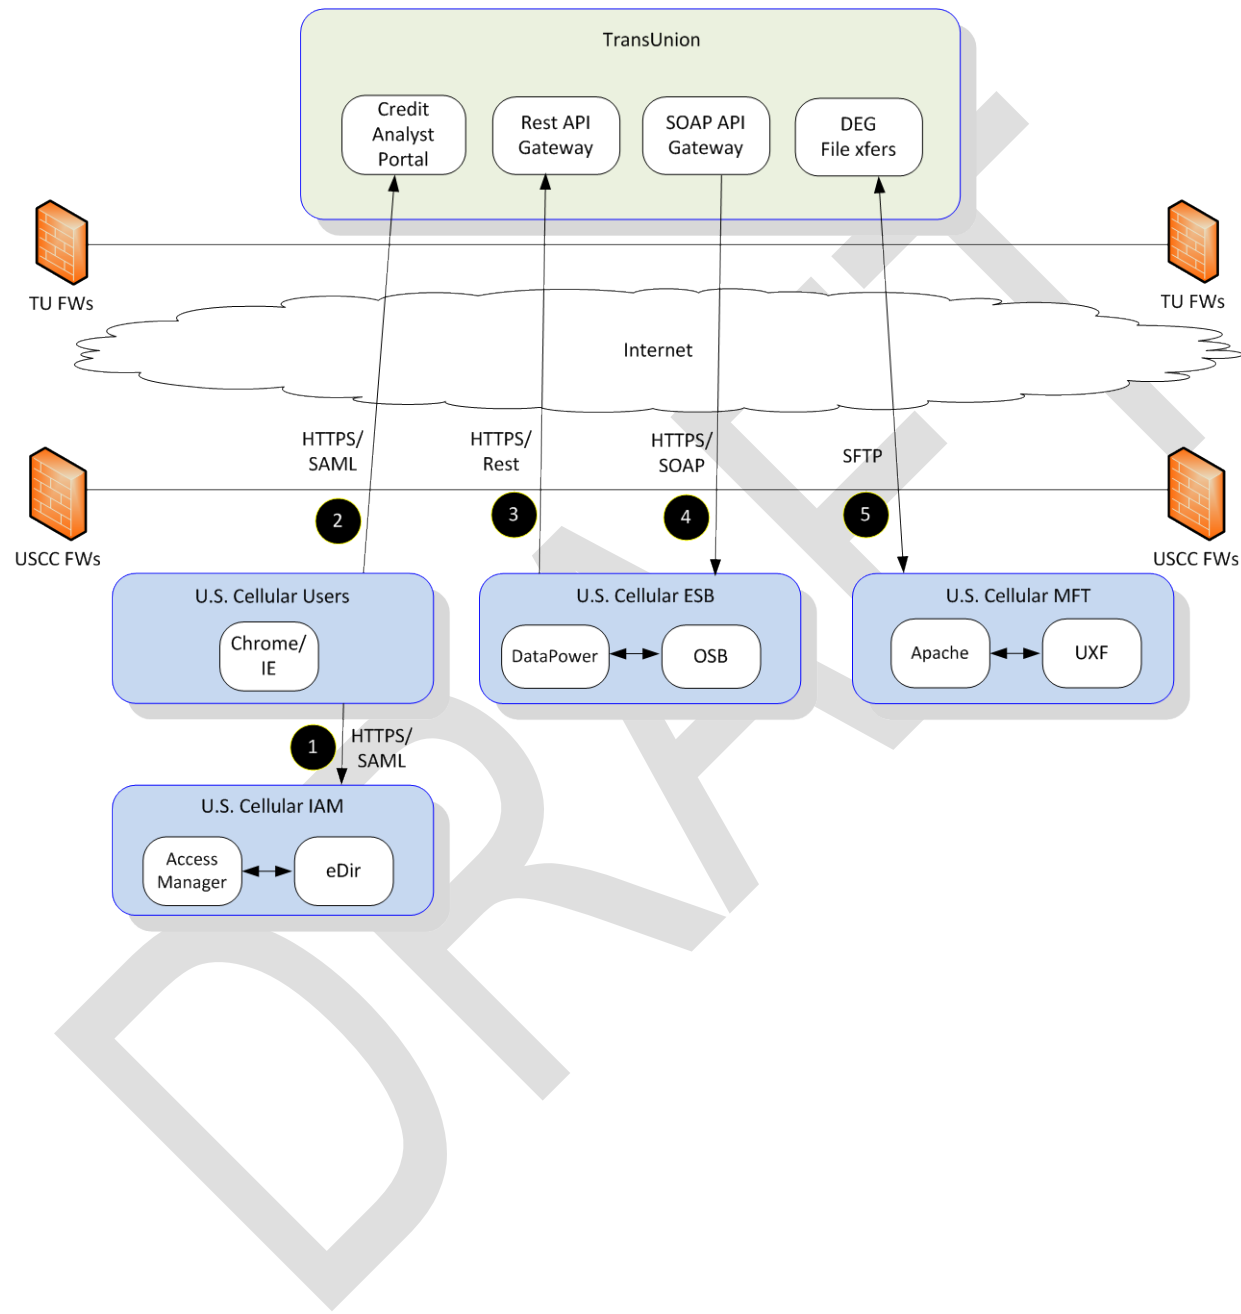 TransUnion
Credit
Analyst
Portal
Rest API
Gateway
SOAP API
Gateway
DEG
File xfers
TU FWs
TU FWs
Internet
HTTPS/
SAML
HTTPS/
Rest
HTTPS/
SOAP
SFTP
2
3
4
5
USCC FWs
USCC FWs
U.S. Cellular Users
Chrome/
IE
U.S. Cellular ESB
DataPower
OSB
U.S. Cellular MFT
Apache
UXF
1
HTTPS/
SAML
U.S. Cellular IAM
Access
Manager
eDir
DRAFT